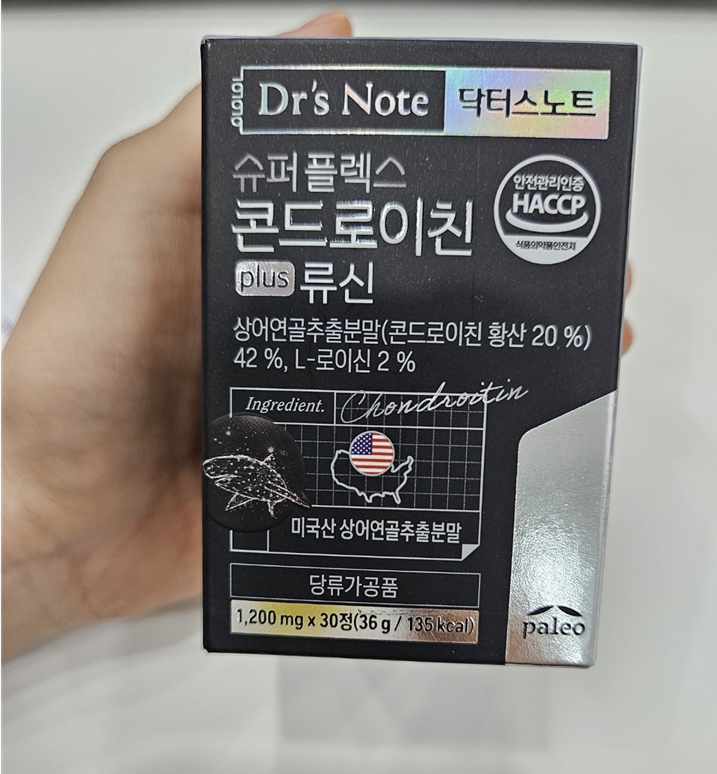 Dr's Note 닥터스노트
슈퍼플렉스
콘드로이친
plus 류신
안전관리인증
HACCP
식품의약품안전처
상어연골추출분말(콘드로이친 황산 20 %)
42 %, L-로이신 2 %
Ingredient. Chondroitin
미국산 상어연골추출분말
당류가공품
1,200 mg x 30정(36 g / 135 kcal)
paleo